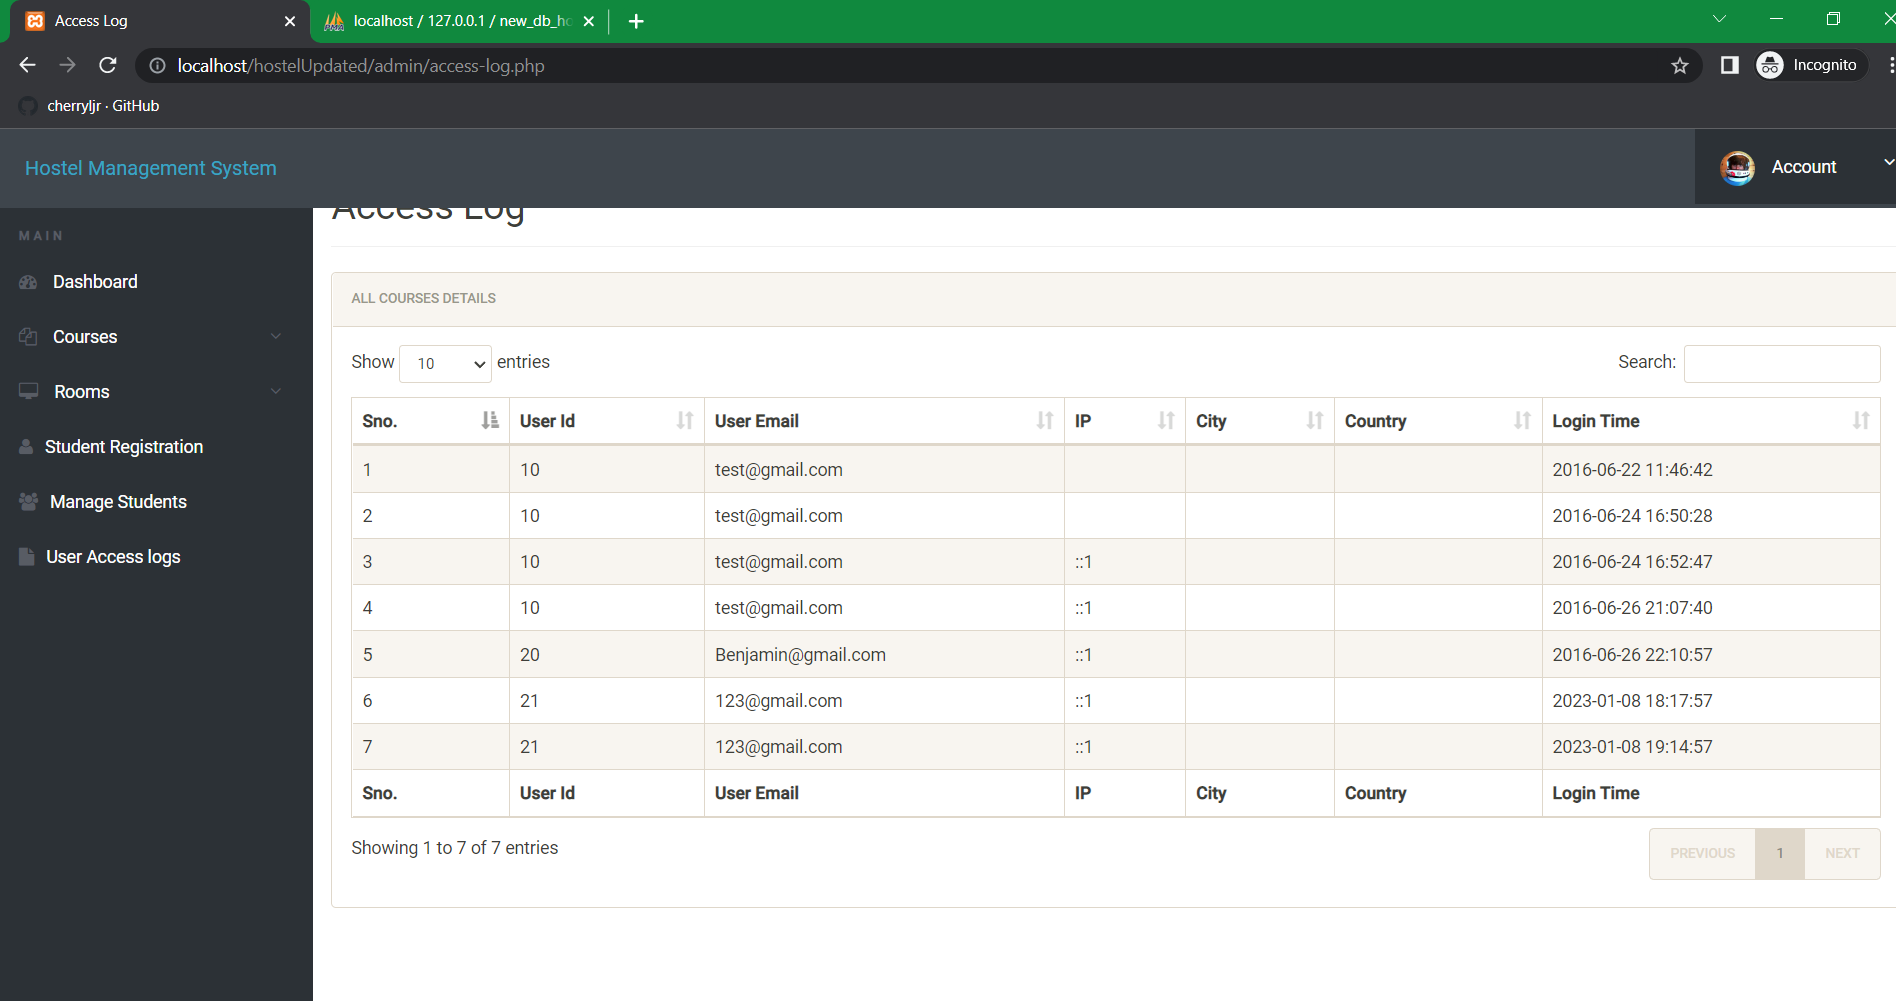 Access Log
localhost / 127.0.0.1 / new_db_ho
localhost/hostelUpdated/admin/access-log.php
Incognito
cherryljr · GitHub
Hostel Management System
Account
MAIN
Dashboard
Courses
Rooms
Student Registration
Manage Students
User Access logs
Access Log
ALL COURSES DETAILS
Show 10 entries
Search:
Sno. User Id User Email IP City Country Login Time
1 10 test@gmail.com 2016-06-22 11:46:42
2 10 test@gmail.com 2016-06-24 16:50:28
3 10 test@gmail.com ::1 2016-06-24 16:52:47
4 10 test@gmail.com ::1 2016-06-26 21:07:40
5 20 Benjamin@gmail.com ::1 2016-06-26 22:10:57
6 21 123@gmail.com ::1 2023-01-08 18:17:57
7 21 123@gmail.com ::1 2023-01-08 19:14:57
Sno. User Id User Email IP City Country Login Time
Showing 1 to 7 of 7 entries
PREVIOUS 1 NEXT